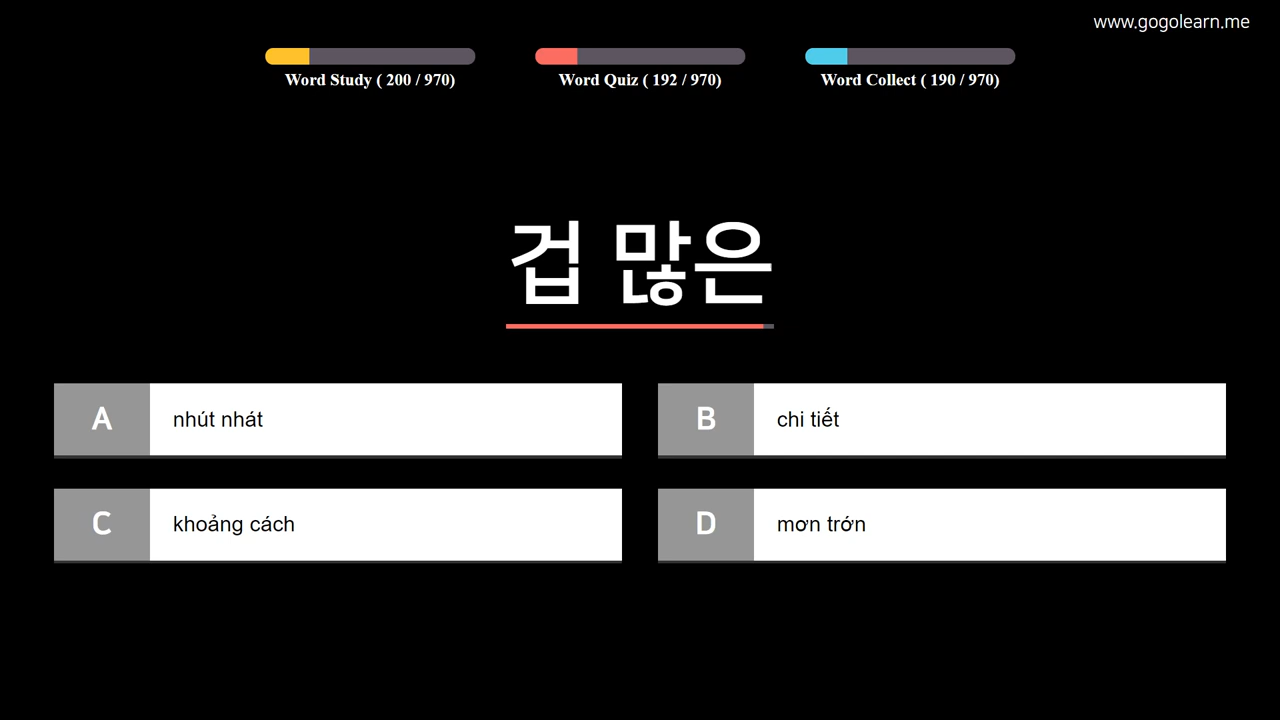 www.gogolearn.me
Word Study ( 200 / 970)
Word Quiz ( 192 / 970)
Word Collect ( 190 / 970)
겁 많은
A nhút nhát
B chi tiết
C khoảng cách
D mơn trớn